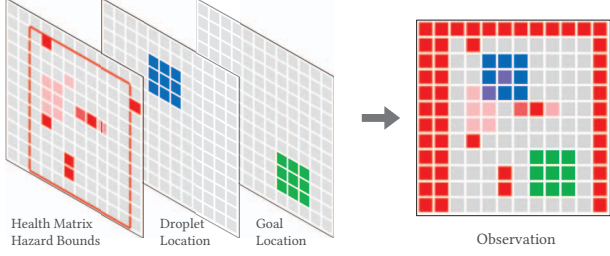 Health Matrix
Hazard Bounds
Droplet
Location
Goal
Location
Observation